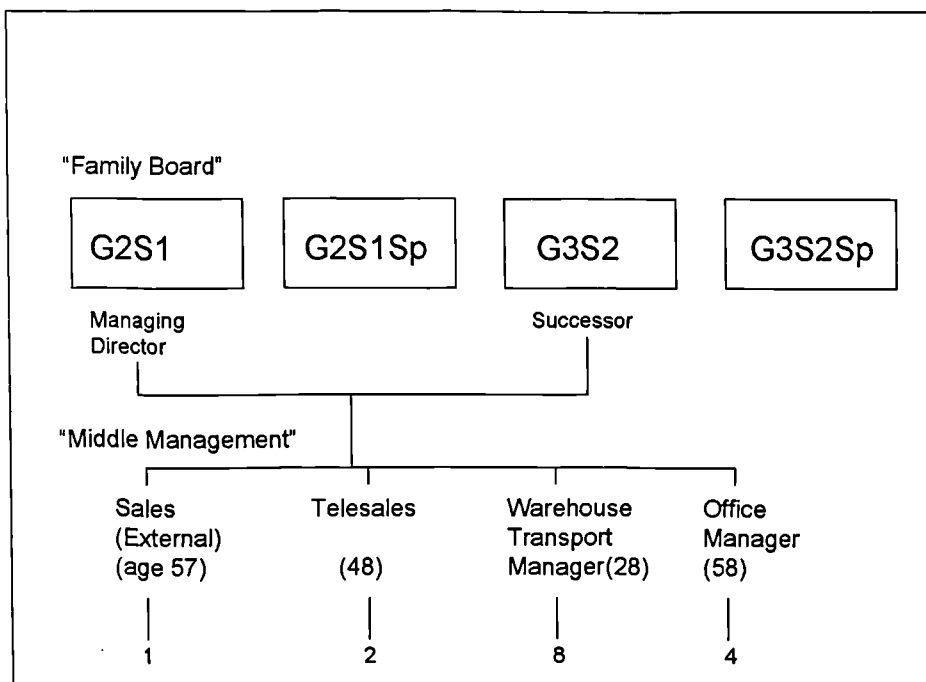 "Family Board"
G2S1 G2S1Sp G3S2 G3S2Sp
Managing
Director
Successor
"Middle Management"
Sales
(External)
(age 57)
Telesales
(48)
Warehouse
Transport
Manager(28)
Office
Manager
(58)
1 2 8 4